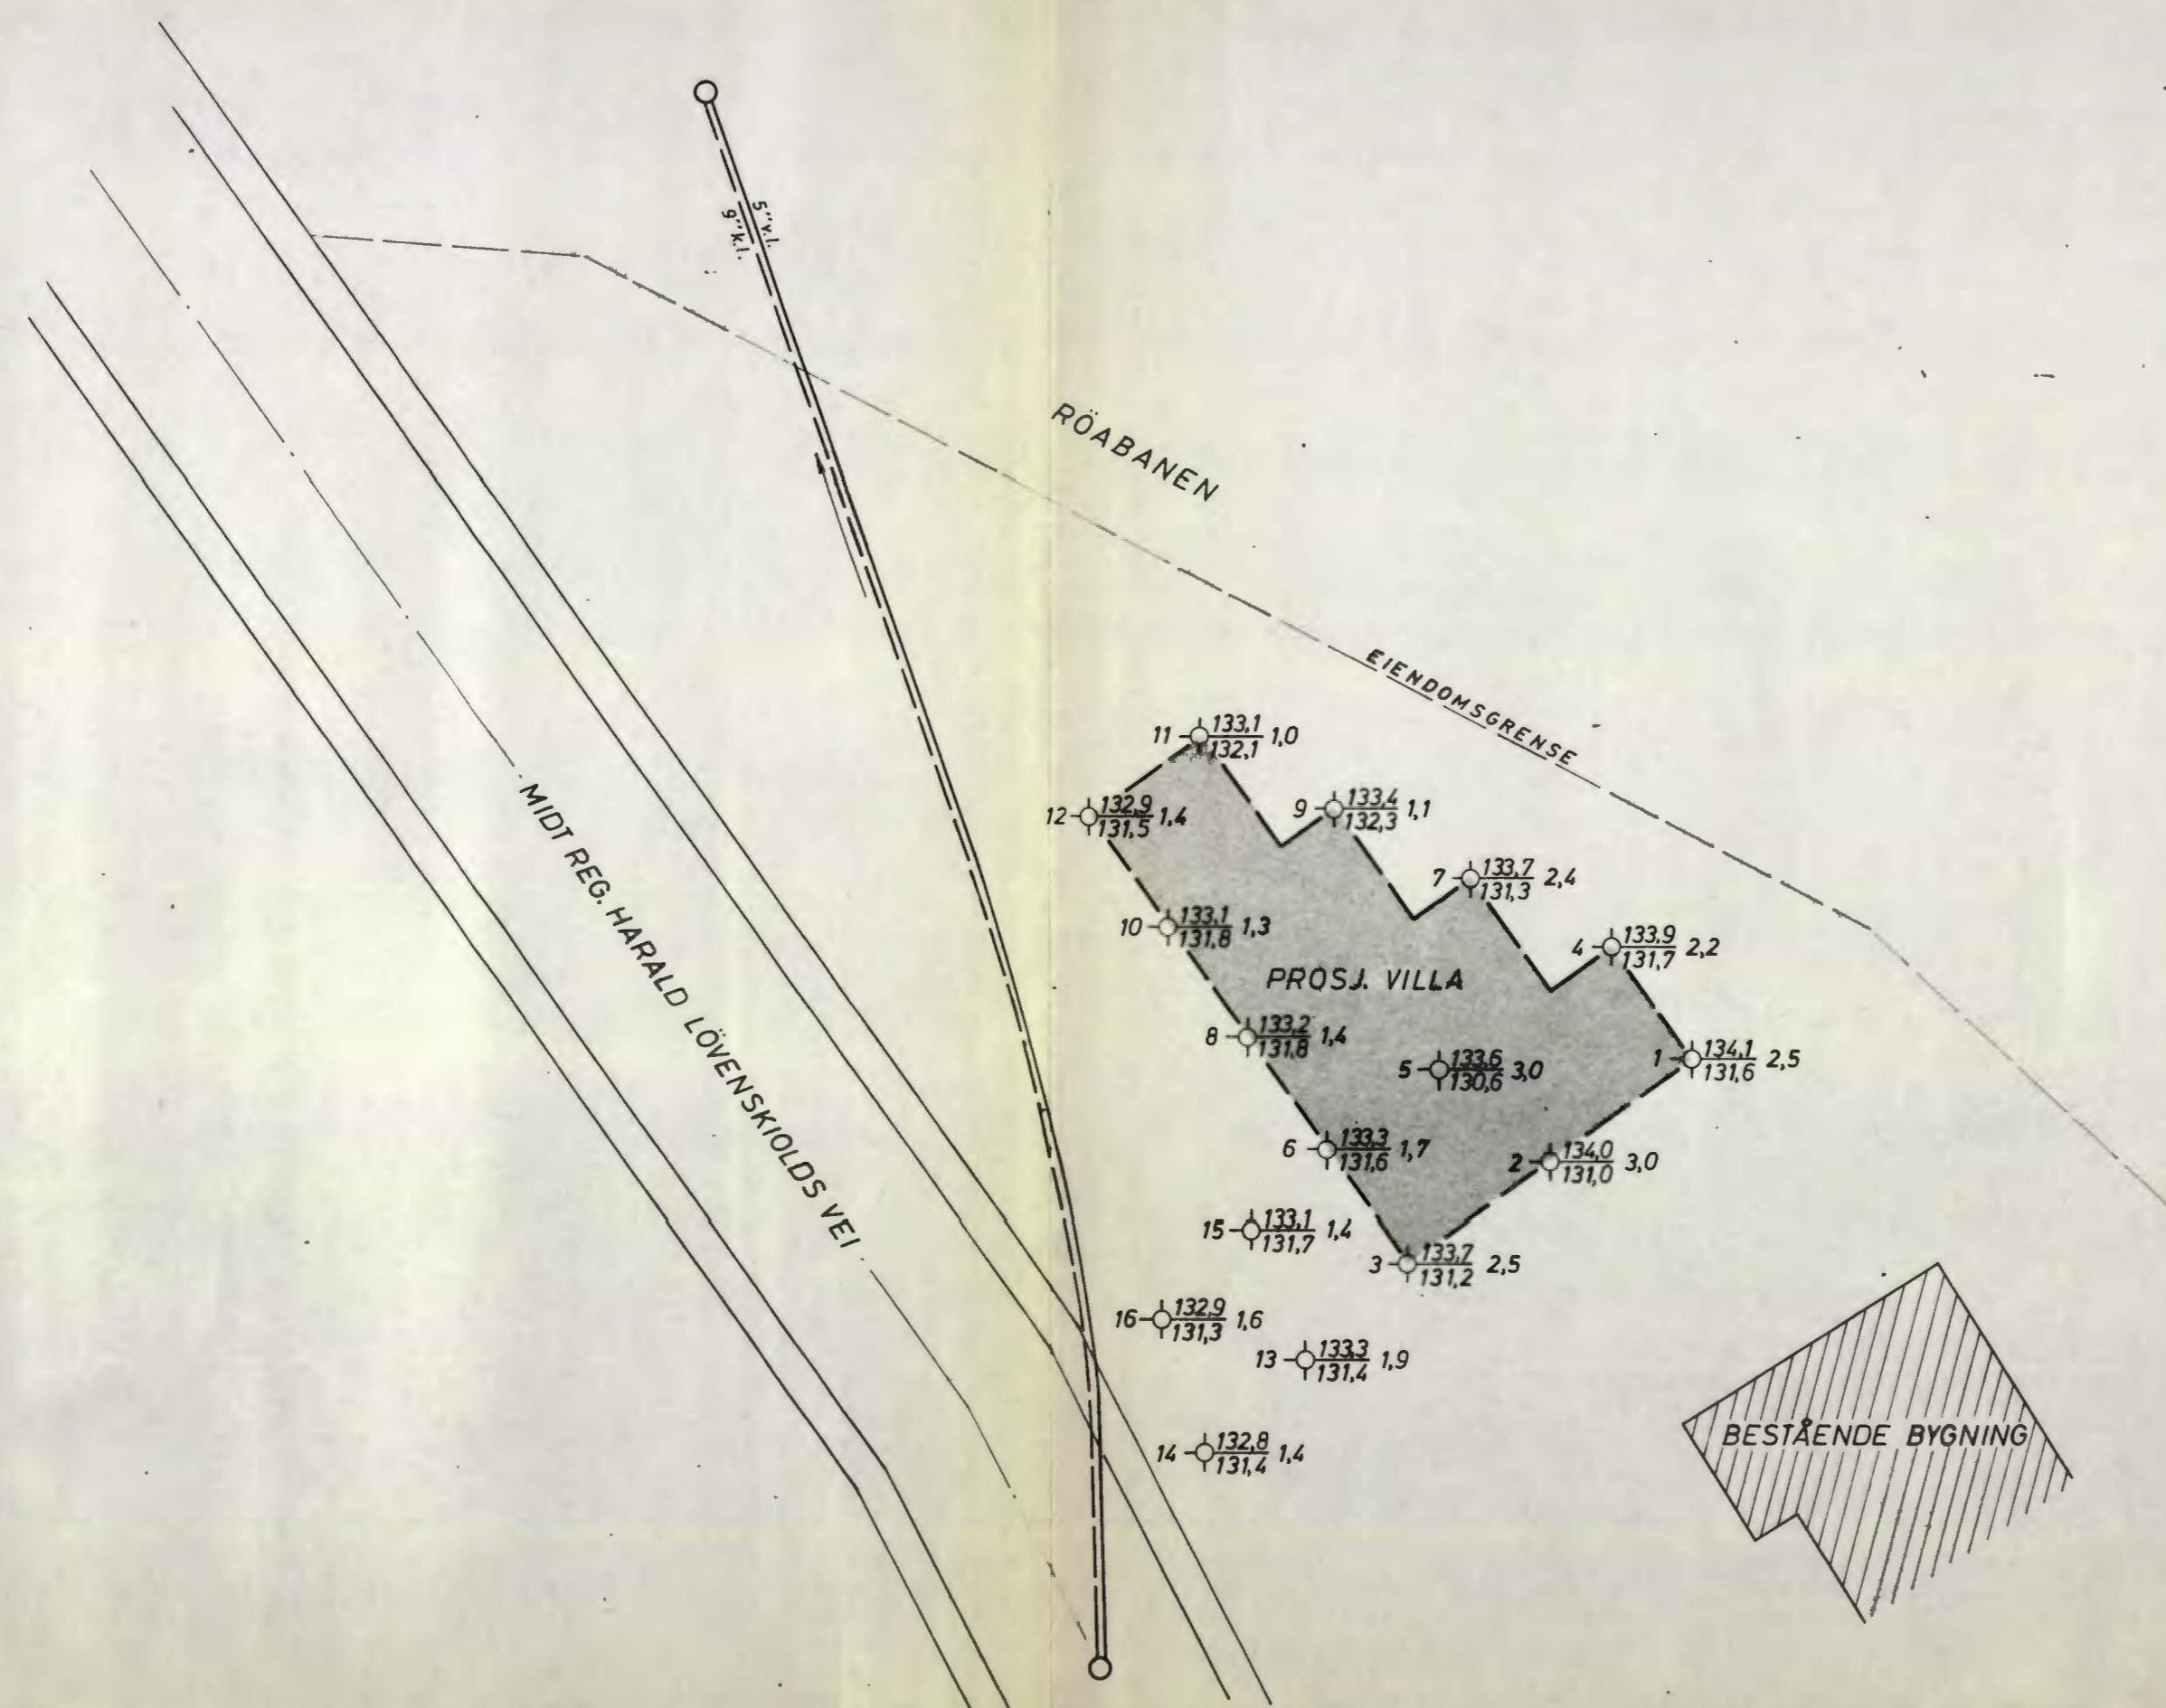 5" v.l.
9" k.l.
RÖABANEN
EIENDOMSGRENSE
11 133,1 1,0
132,1
12 132,9 1,4
131,5
9 133,4 1,1
132,3
7 133,7 2,4
131,3
10 133,1 1,3
131,8
4 133,9 2,2
131,7
PROSJ. VILLA
8 133,2 1,4
131,8
5 133,6 3,0
130,6
1 134,1 2,5
131,6
6 133,3 1,7
131,6
2 134,0 3,0
131,0
15 133,1 1,4
131,7
3 133,7 2,5
131,2
16 132,9 1,6
131,3
13 133,3 1,9
131,4
14 132,8 1,4
131,4
MIDT REG. HARALD LÖVENSKIOLDS VEI
BESTÅENDE BYGNING